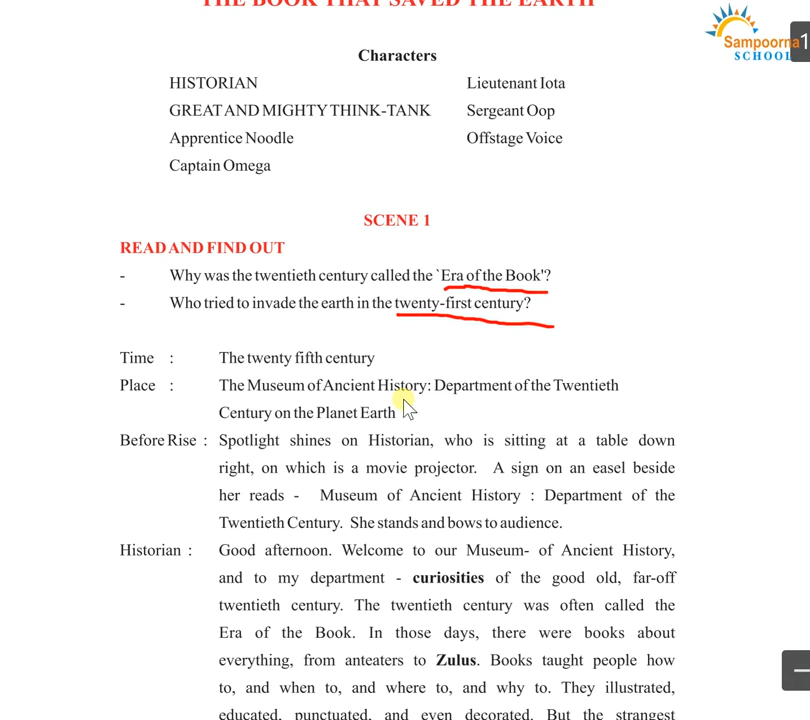 THE BOOK THAT SAVED THE EARTH
Sampoorna
SCHOOL
1
Characters
HISTORIAN
Lieutenant Iota
GREAT AND MIGHTY THINK-TANK
Sergeant Oop
Apprentice Noodle
Offstage Voice
Captain Omega
SCENE 1
READ AND FIND OUT
- Why was the twentieth century called the `Era of the Book'?
- Who tried to invade the earth in the twenty-first century?
Time : The twenty fifth century
Place : The Museum of Ancient History: Department of the Twentieth
Century on the Planet Earth
Before Rise : Spotlight shines on Historian, who is sitting at a table down
right, on which is a movie projector. A sign on an easel beside
her reads - Museum of Ancient History : Department of the
Twentieth Century. She stands and bows to audience.
Historian : Good afternoon. Welcome to our Museum- of Ancient History,
and to my department - curiosities of the good old, far-off
twentieth century. The twentieth century was often called the
Era of the Book. In those days, there were books about
everything, from anteaters to Zulus. Books taught people how
to, and when to, and where to, and why to. They illustrated,
educated, punctuated, and even decorated. But the strangest